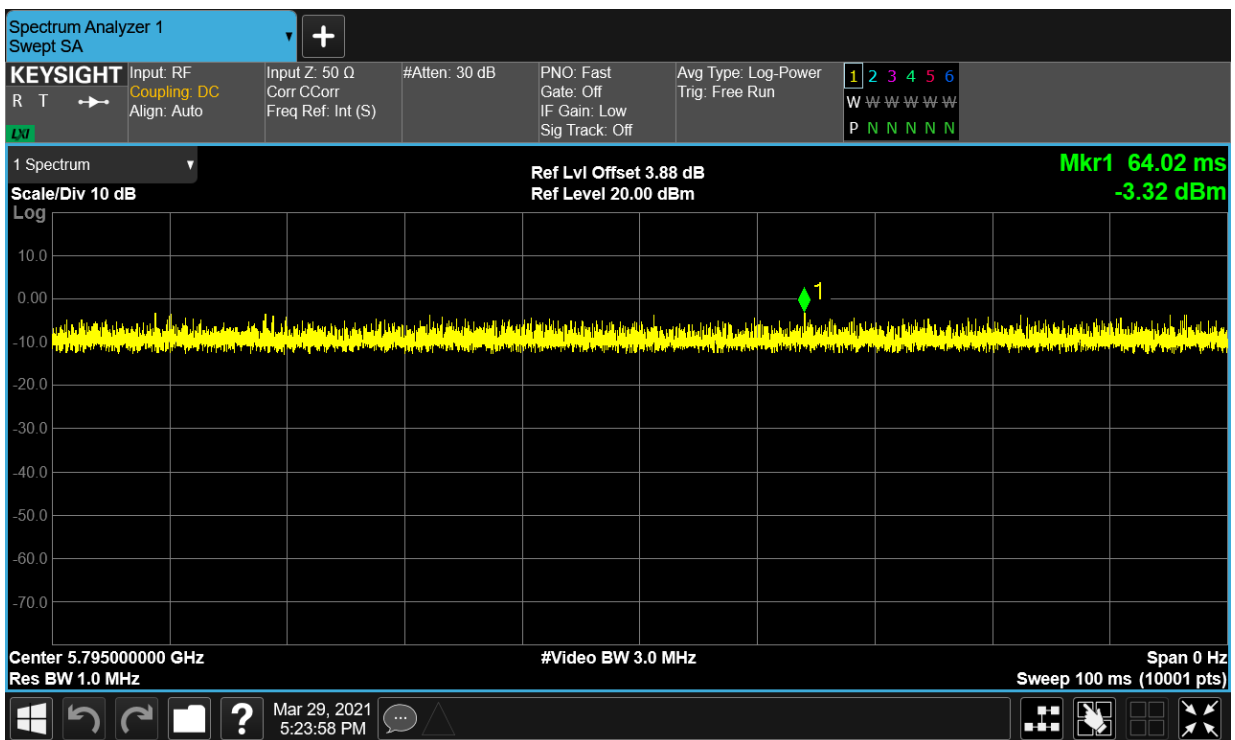 Spectrum Analyzer 1
Swept SA
KEYSIGHT
R T
LXI
Input: RF
Coupling: DC
Align: Auto
Input Z: 50 Ω
Corr CCorr
Freq Ref: Int (S)
#Atten: 30 dB
PNO: Fast
Gate: Off
IF Gain: Low
Sig Track: Off
Avg Type: Log-Power
Trig: Free Run
1 2 3 4 5 6
W W W W W W
P N N N N N
1 Spectrum
Scale/Div 10 dB
Log
Ref Lvl Offset 3.88 dB
Ref Level 20.00 dBm
Mkr1 64.02 ms
-3.32 dBm
10.0
0.00
1
-10.0
-20.0
-30.0
-40.0
-50.0
-60.0
-70.0
Center 5.795000000 GHz
#Video BW 3.0 MHz
Span 0 Hz
Res BW 1.0 MHz
Sweep 100 ms (10001 pts)
?
Mar 29, 2021
5:23:58 PM